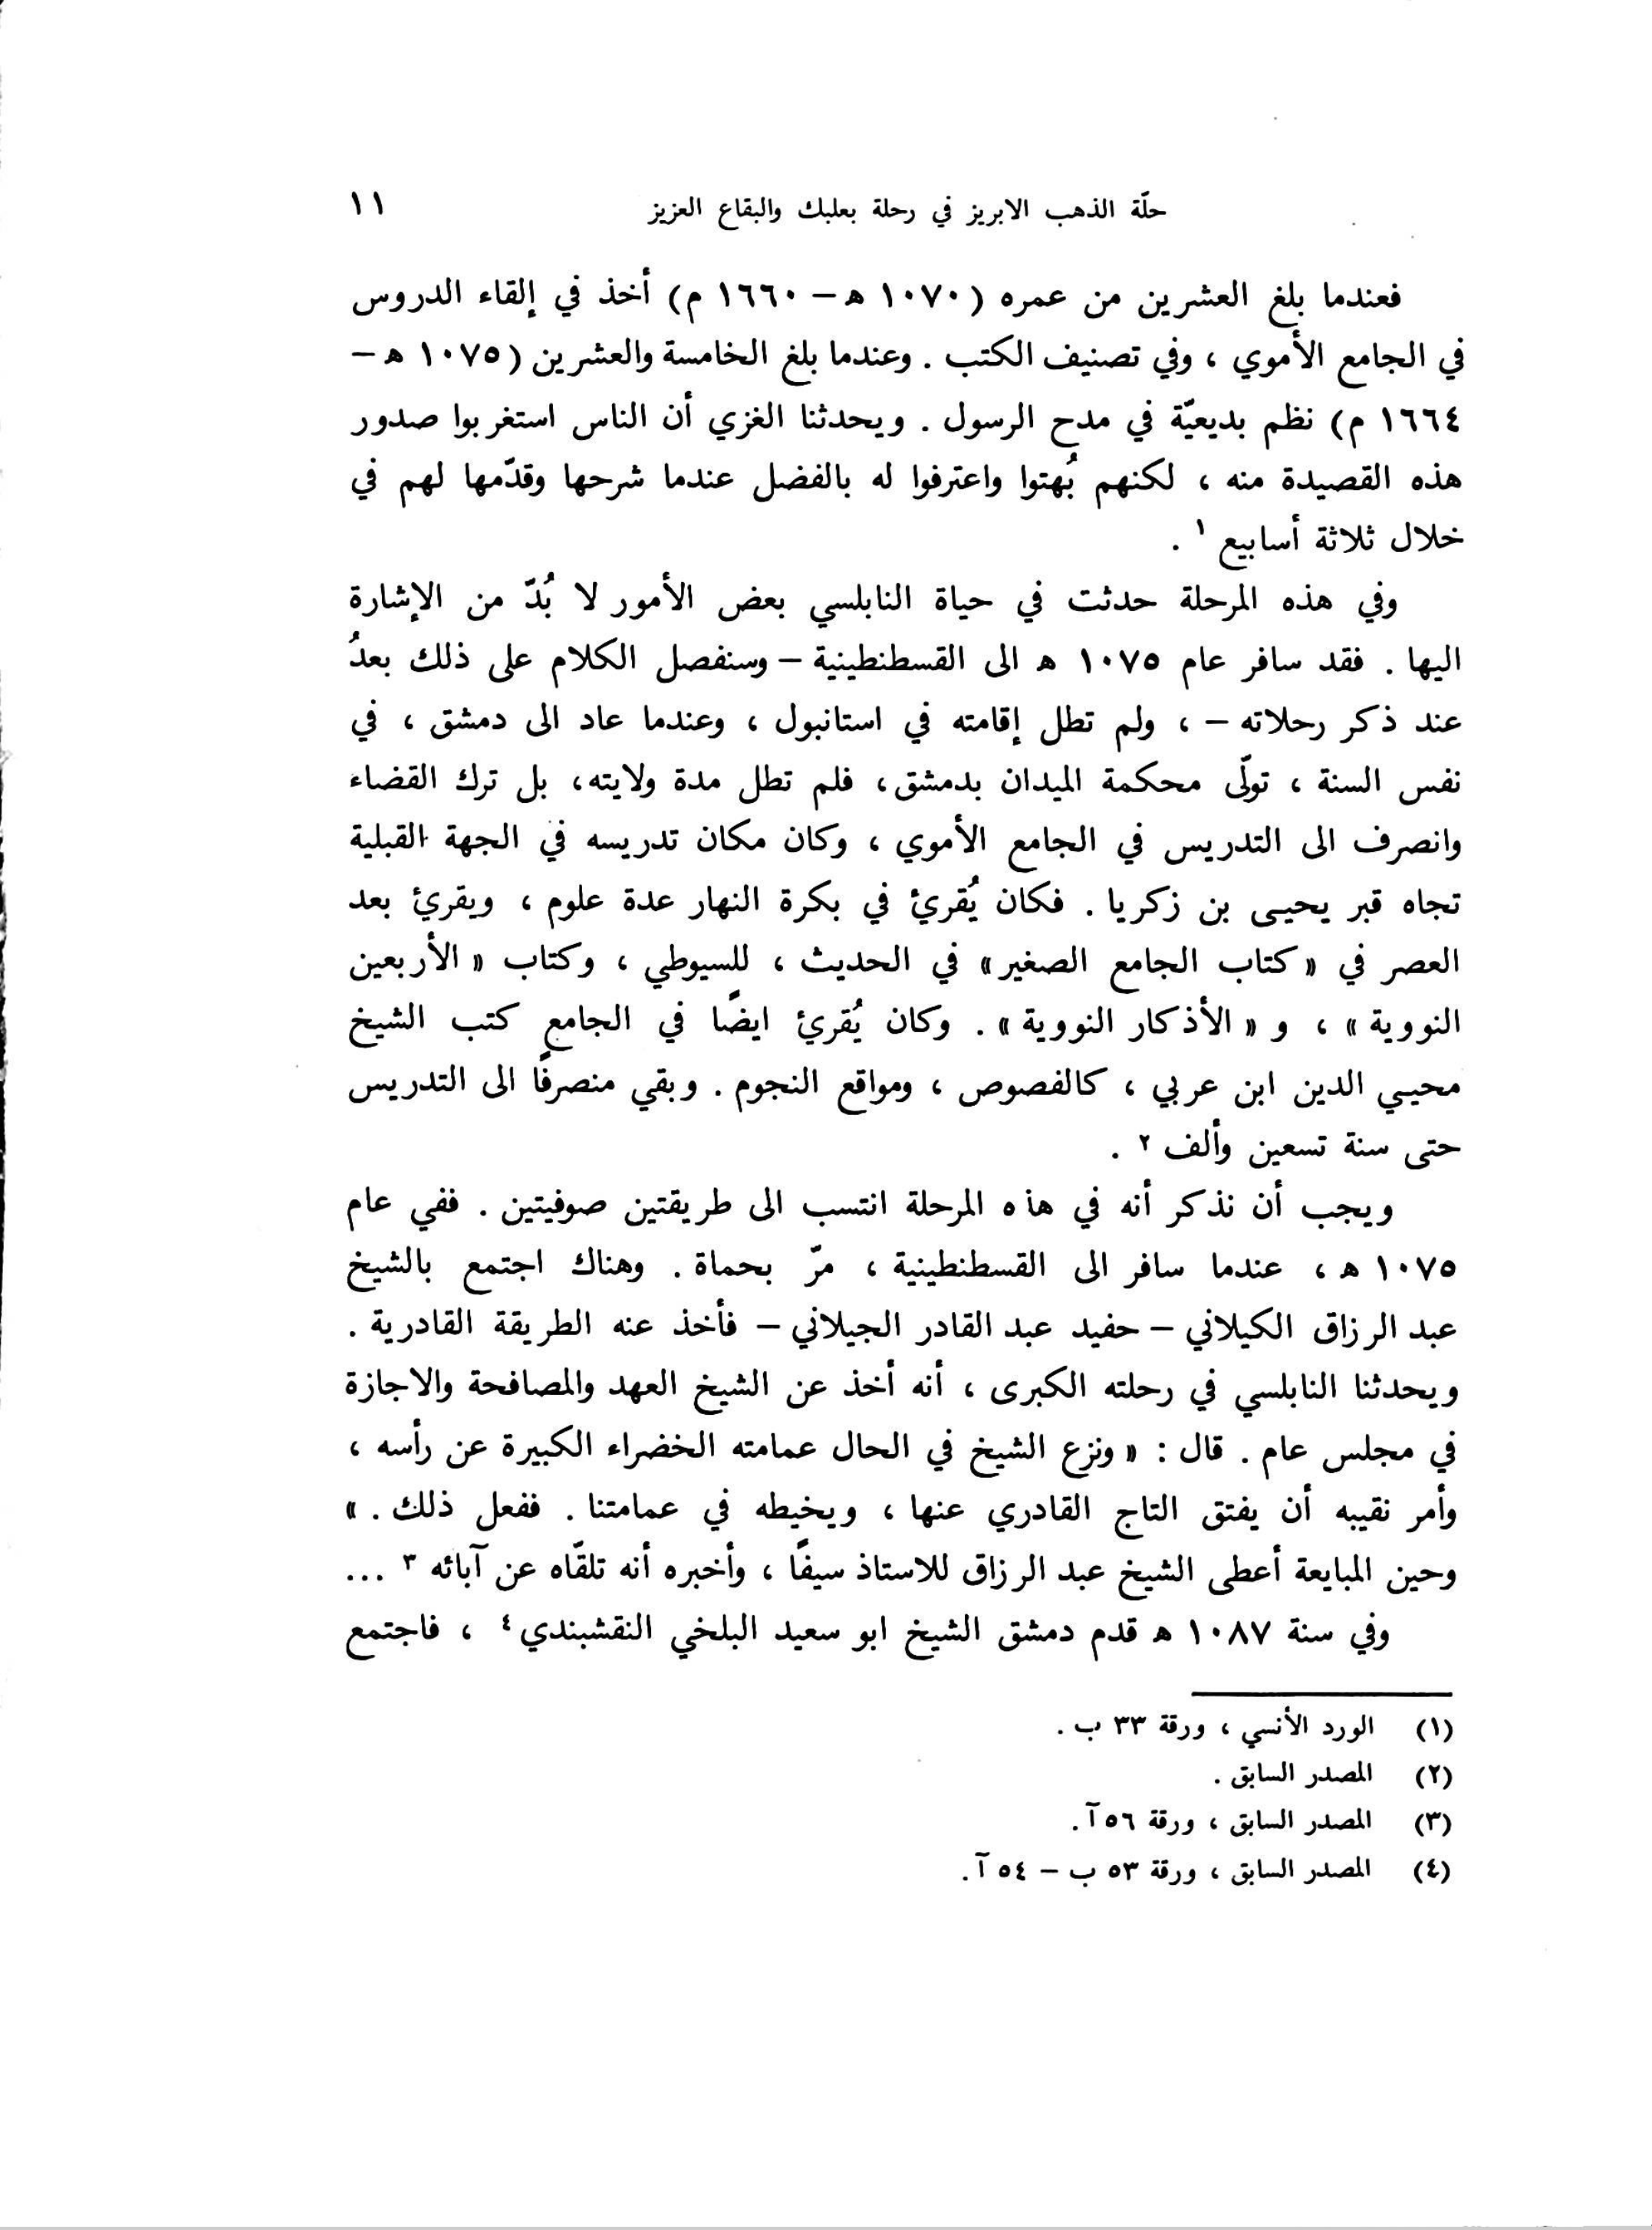 حلّة الذهب الابريز في رحلة بعلبك والبقاع العزيز ١١
فعندما بلغ العشرين من عمره (١٠٧٠ ه – ١٦٦٠ م) أخذ في إلقاء الدروس
في الجامع الأموي ، وفي تصنيف الكتب . وعندما بلغ الخامسة والعشرين (١٠٧٥ ه –
١٦٦٤ م) نظم بديعيّة في مدح الرسول . ويحدثنا الغزي أن الناس استغربوا صدور
هذه القصيدة منه ، لكنهم بُهتوا واعترفوا له بالفضل عندما شرحها وقدّمها لهم في
خلال ثلاثة أسابيع ١ .
وفي هذه المرحلة حدثت في حياة النابلسي بعض الأمور لا بُدّ من الإشارة
اليها . فقد سافر عام ١٠٧٥ ه الى القسطنطينية – وسنفصل الكلام على ذلك بعدُ
عند ذكر رحلاته – ، ولم تطل إقامته في استانبول ، وعندما عاد الى دمشق ، في
نفس السنة ، تولّى محكمة الميدان بدمشق، فلم تطل مدة ولايته، بل ترك القضاء
وانصرف الى التدريس في الجامع الأموي ، وكان مكان تدريسه في الجهة القبلية
تجاه قبر يحيى بن زكريا . فكان يُقرئ في بكرة النهار عدة علوم ، ويقرئ بعد
العصر في «كتاب الجامع الصغير» في الحديث ، للسيوطي ، وكتاب « الأربعين
النووية » ، و « الأذكار النووية » . وكان يُقرئ ايضًا في الجامع كتب الشيخ
محيي الدين ابن عربي ، كالفصوص ، ومواقع النجوم . وبقي منصرفًا الى التدريس
حتى سنة تسعين وألف ٢ .
ويجب أن نذكر أنه في هذه المرحلة انتسب الى طريقتين صوفيتين . ففي عام
١٠٧٥ ه ، عندما سافر الى القسطنطينية ، مرّ بحماة . وهناك اجتمع بالشيخ
عبد الرزاق الكيلاني – حفيد عبد القادر الجيلاني – فأخذ عنه الطريقة القادرية .
ويحدثنا النابلسي في رحلته الكبرى ، أنه أخذ عن الشيخ العهد والمصافحة والاجازة
في مجلس عام . قال : « ونزع الشيخ في الحال عمامته الخضراء الكبيرة عن رأسه ،
وأمر نقيبه أن يفتق التاج القادري عنها ، ويخيطه في عمامتنا . ففعل ذلك . »
وحين المبايعة أعطى الشيخ عبد الرزاق للاستاذ سيفًا ، وأخبره أنه تلقّاه عن آبائه ٣ ...
وفي سنة ١٠٨٧ ه قدم دمشق الشيخ ابو سعيد البلخي النقشبندي ٤ ، فاجتمع
(١) الورد الأنسي ، ورقة ٣٣ ب .
(٢) المصدر السابق .
(٣) المصدر السابق ، ورقة ٥٦ آ .
(٤) المصدر السابق ، ورقة ٥٣ ب – ٥٤ آ .